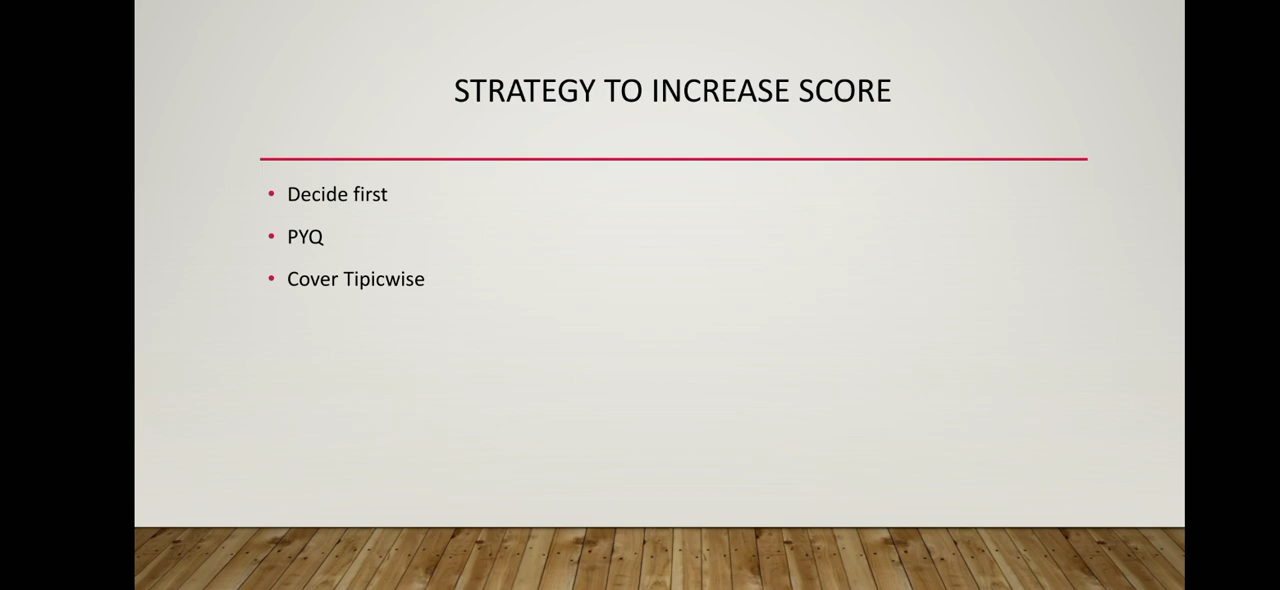 STRATEGY TO INCREASE SCORE
• Decide first
• PYQ
• Cover Tipicwise